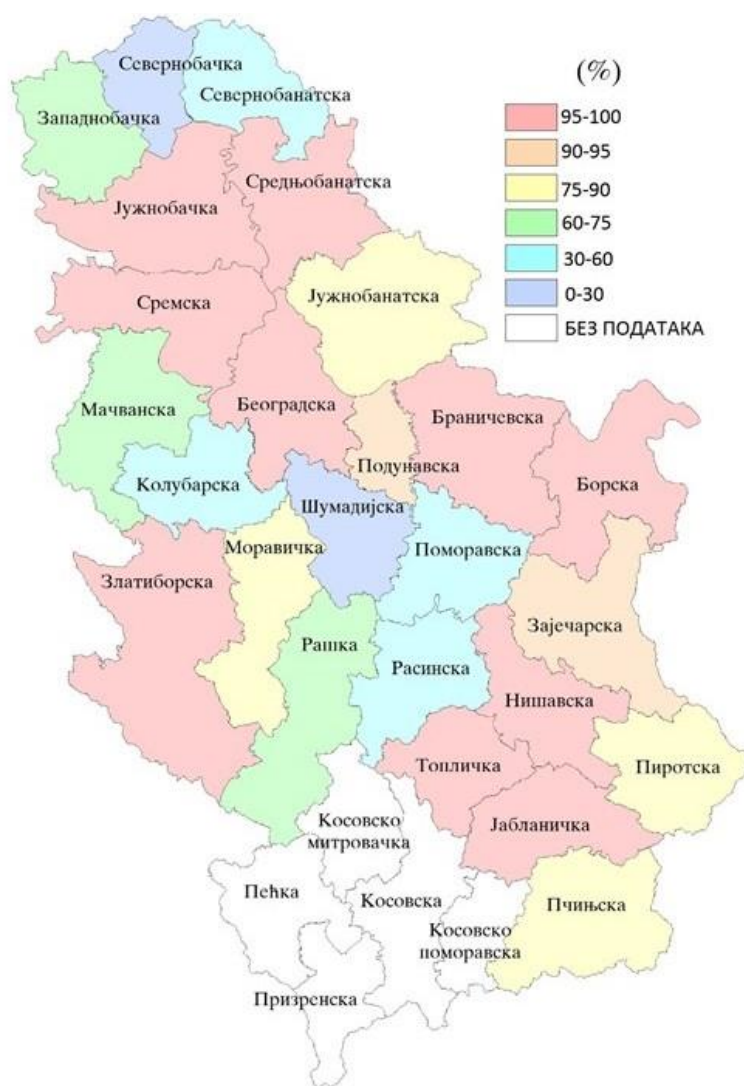 (%)
95-100
90-95
75-90
60-75
30-60
0-30
БЕЗ ПОДАТАКА
Севернобачка
Севернобанатска
Западнобачка
Средњобанатска
Јужнобачка
Јужнобанатска
Сремска
Мачванска
Београдска
Браничевска
Подунавска
Колубарска
Борска
Шумадијска
Моравичка
Поморавска
Златиборска
Зајечарска
Рашка
Расинска
Нишавска
Топличка
Пиротска
Јабланичка
Косовско
митровачка
Пећка
Косовска
Пчињска
Косовско
поморавска
Призренска